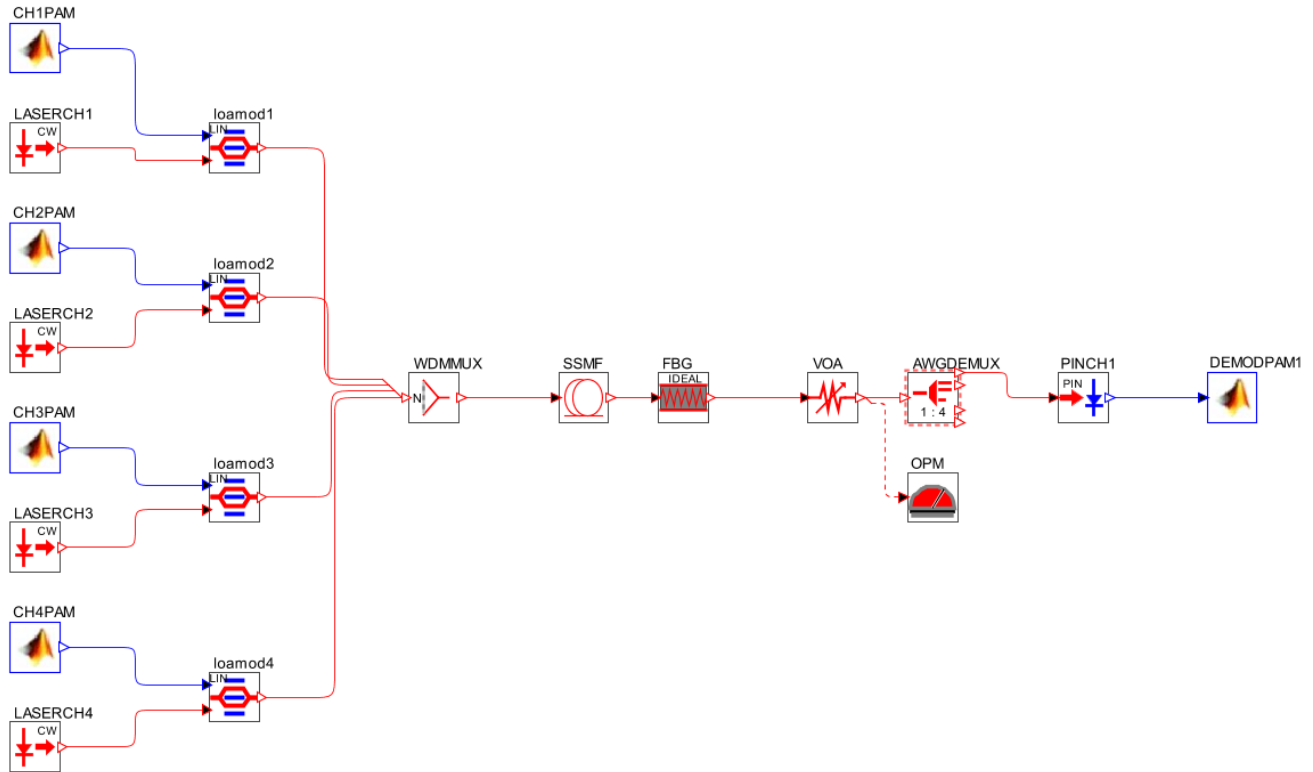 CH1PAM
LASERCH1
CW
loamod1
LIN
CH2PAM
LASERCH2
CW
loamod2
LIN
CH3PAM
LASERCH3
CW
loamod3
LIN
CH4PAM
LASERCH4
CW
loamod4
LIN
WDMMUX
N
SSMF
FBG
IDEAL
VOA
AWGDEMUX
1 : 4
OPM
PINCH1
PIN
DEMODPAM1